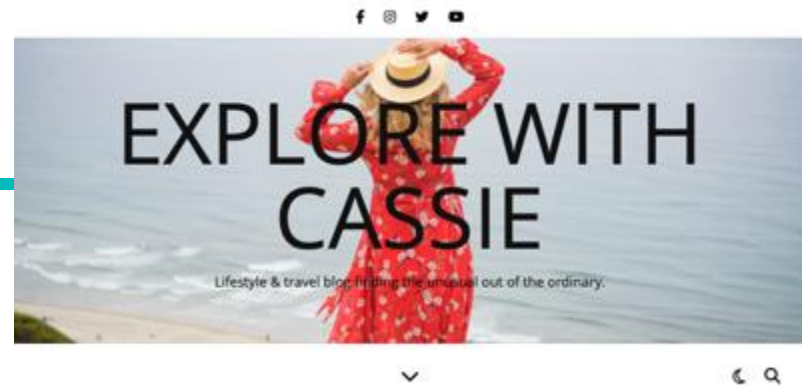 EXPLORE WITH
CASSIE
Lifestyle & travel blog finding the unusual out of the ordinary.